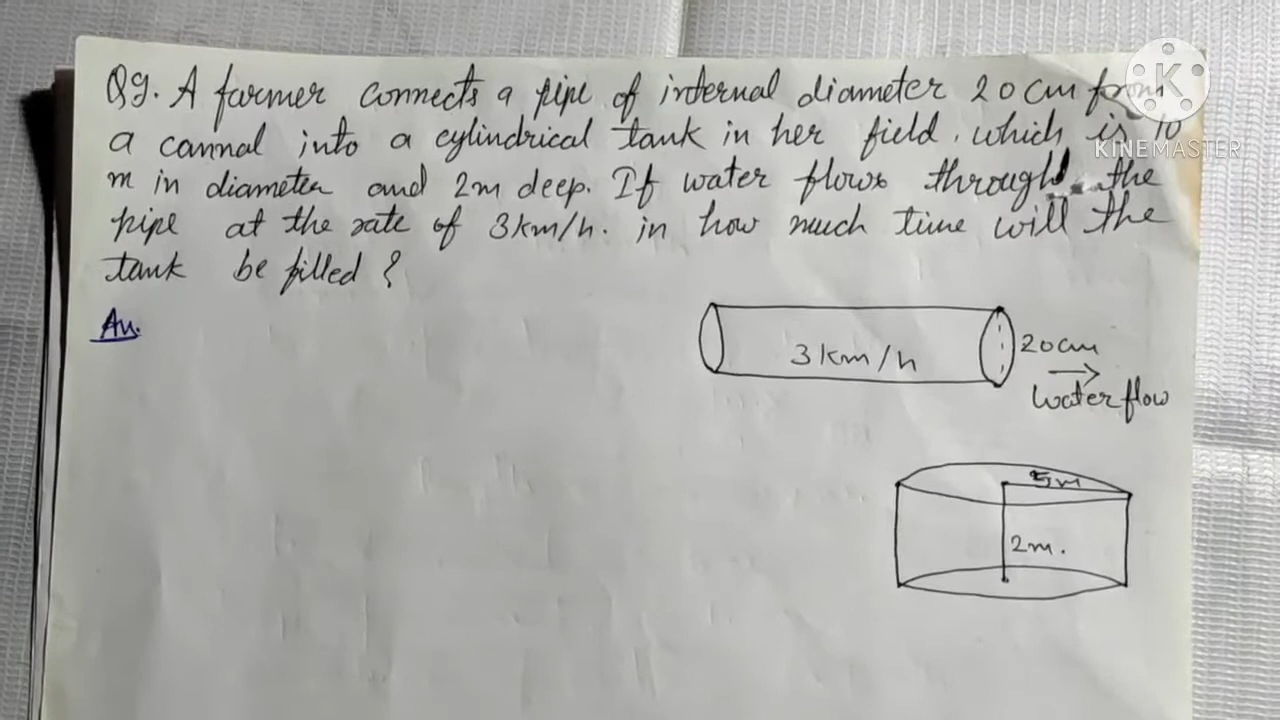 Q9. A farmer connects a pipe of internal diameter 20 cm from
a cannal into a cylindrical tank in her field, which is 10
m in diameter and 2m deep. If water flows through the
pipe at the rate of 3km/h. in how much time will the
tank be filled ?
An.
3km/h
20cm
water flow
5m
2m.
K
KINEMASTER